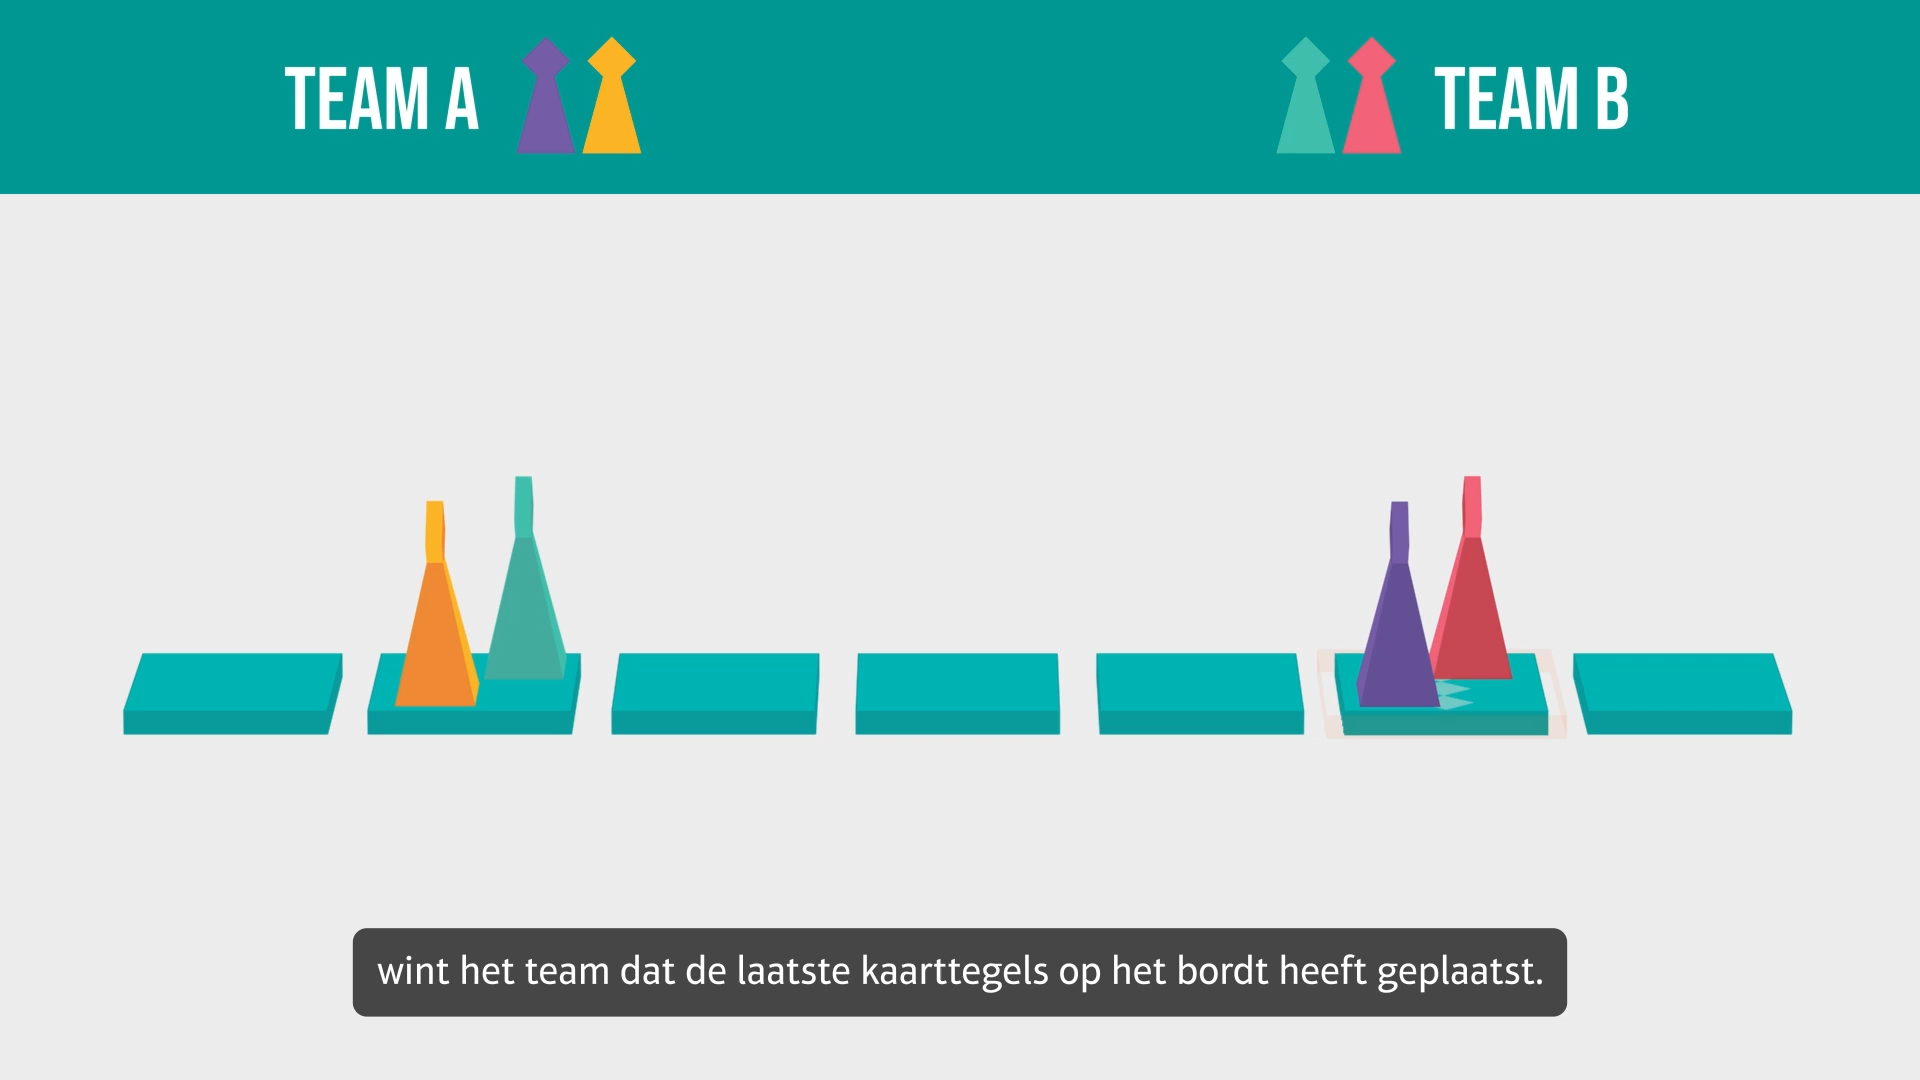 TEAM A
TEAM B
wint het team dat de laatste kaarttegels op het bordt heeft geplaatst.